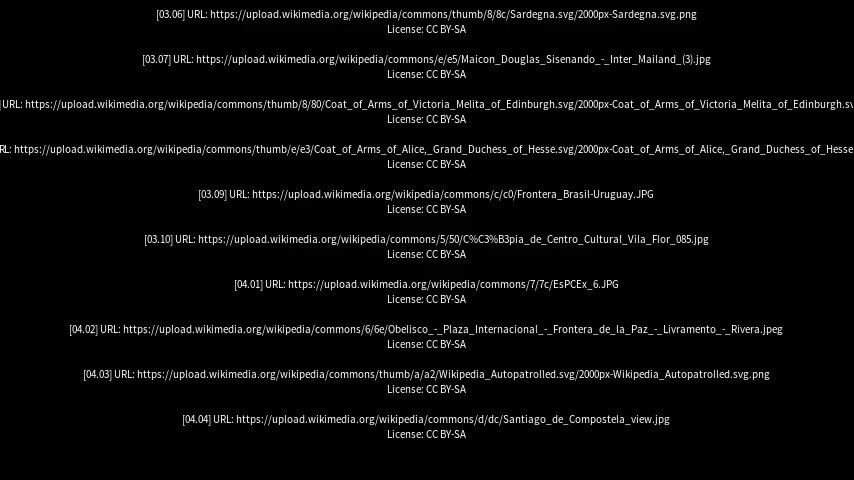 [03.06] URL: https://upload.wikimedia.org/wikipedia/commons/thumb/8/8c/Sardegna.svg/2000px-Sardegna.svg.png
License: CC BY-SA
[03.07] URL: https://upload.wikimedia.org/wikipedia/commons/e/e5/Maicon_Douglas_Sisenando_-_Inter_Mailand_(3).jpg
License: CC BY-SA
URL: https://upload.wikimedia.org/wikipedia/commons/thumb/8/80/Coat_of_Arms_of_Victoria_Melita_of_Edinburgh.svg/2000px-Coat_of_Arms_of_Victoria_Melita_of_Edinburgh.sv
License: CC BY-SA
RL: https://upload.wikimedia.org/wikipedia/commons/thumb/e/e3/Coat_of_Arms_of_Alice,_Grand_Duchess_of_Hesse.svg/2000px-Coat_of_Arms_of_Alice,_Grand_Duchess_of_Hesse
License: CC BY-SA
[03.09] URL: https://upload.wikimedia.org/wikipedia/commons/c/c0/Frontera_Brasil-Uruguay.JPG
License: CC BY-SA
[03.10] URL: https://upload.wikimedia.org/wikipedia/commons/5/50/C%C3%B3pia_de_Centro_Cultural_Vila_Flor_085.jpg
License: CC BY-SA
[04.01] URL: https://upload.wikimedia.org/wikipedia/commons/7/7c/EsPCEx_6.JPG
License: CC BY-SA
[04.02] URL: https://upload.wikimedia.org/wikipedia/commons/6/6e/Obelisco_-_Plaza_Internacional_-_Frontera_de_la_Paz_-_Livramento_-_Rivera.jpeg
License: CC BY-SA
[04.03] URL: https://upload.wikimedia.org/wikipedia/commons/thumb/a/a2/Wikipedia_Autopatrolled.svg/2000px-Wikipedia_Autopatrolled.svg.png
License: CC BY-SA
[04.04] URL: https://upload.wikimedia.org/wikipedia/commons/d/dc/Santiago_de_Compostela_view.jpg
License: CC BY-SA